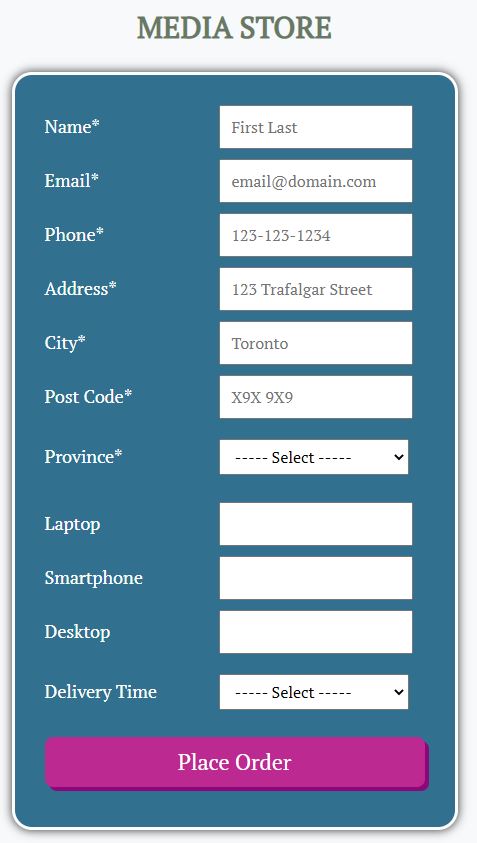 MEDIA STORE
Name* First Last
Email* email@domain.com
Phone* 123-123-1234
Address* 123 Trafalgar Street
City* Toronto
Post Code* X9X 9X9
Province* ----- Select -----
Laptop
Smartphone
Desktop
Delivery Time ----- Select -----
Place Order